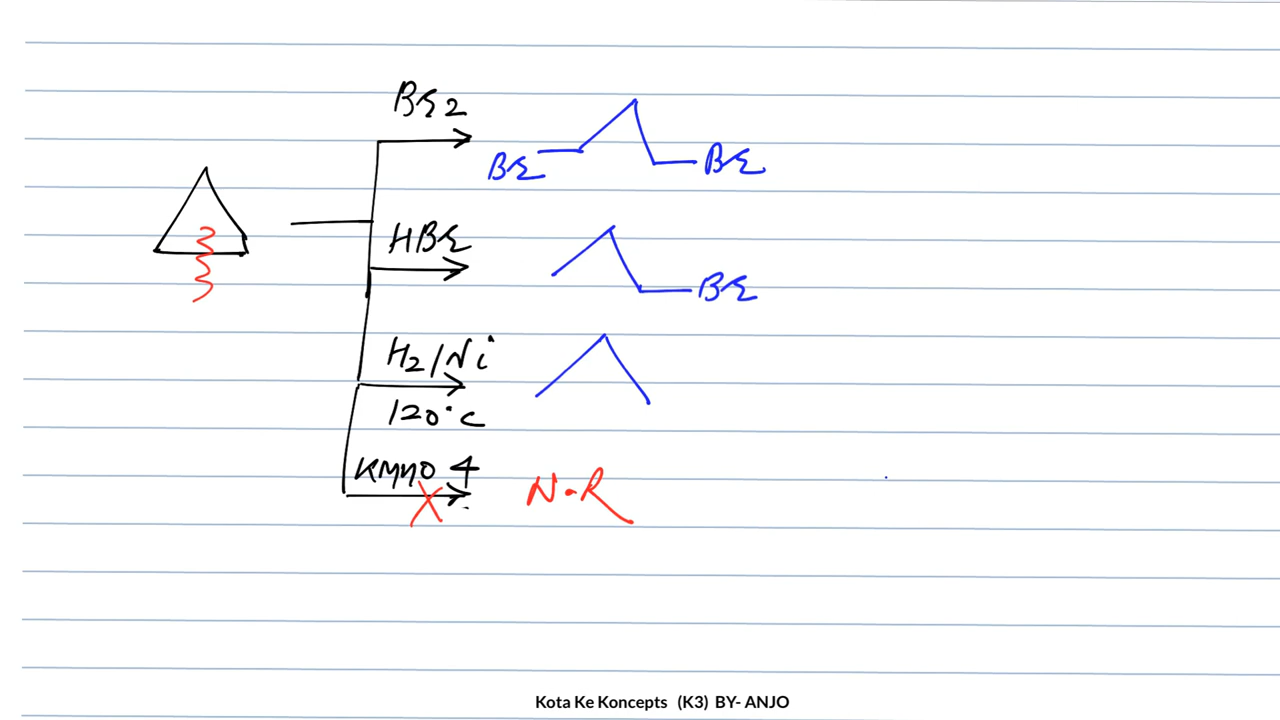 Br2
Br Br
HBr
Br
H2/Ni
120°C
KMnO4
X N-R
Kota Ke Koncepts (K3) BY- ANJO